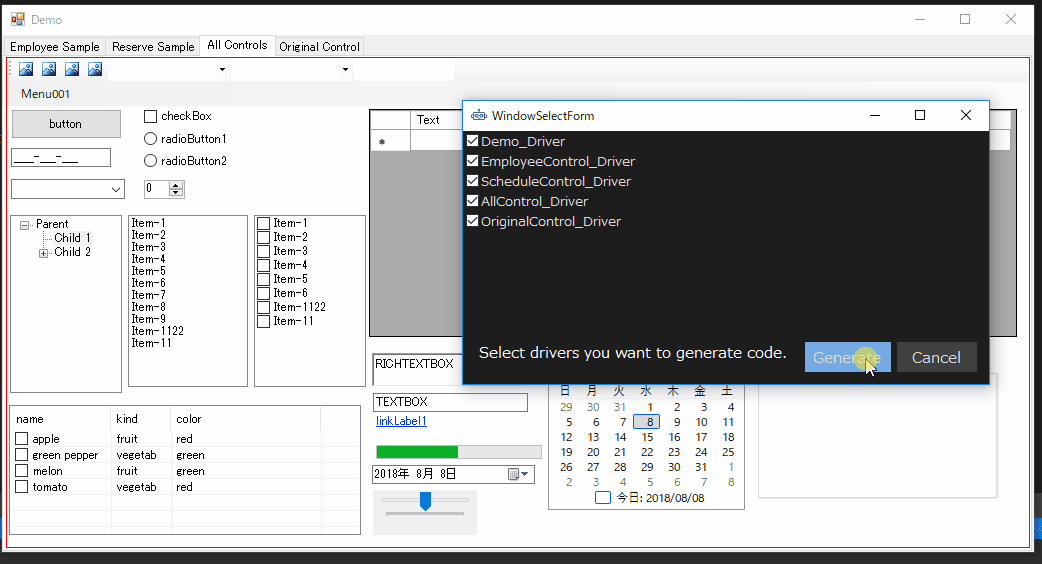 Demo
Employee Sample Reserve Sample All Controls Original Control
Menu001
button
checkBox
radioButton1
radioButton2
___-___-___
0
Text
WindowSelectForm
Demo_Driver
EmployeeControl_Driver
ScheduleControl_Driver
AllControl_Driver
OriginalControl_Driver
Select drivers you want to generate code.
Generate Cancel
Parent
Child 1
Child 2
Item-1
Item-2
Item-3
Item-4
Item-5
Item-6
Item-7
Item-8
Item-9
Item-1122
Item-11
Item-1
Item-2
Item-3
Item-4
Item-5
Item-6
Item-1122
Item-11
RICHTEXTBOX
TEXTBOX
linkLabel1
2018年 8月 8日
name kind color
apple fruit red
green pepper vegetab green
melon fruit green
tomato vegetab red
日 月 火 水 木 金 土
29 30 31 1 2 3 4
5 6 7 8 9 10 11
12 13 14 15 16 17 18
19 20 21 22 23 24 25
26 27 28 29 30 31 1
2 3 4 5 6 7 8
今日: 2018/08/08